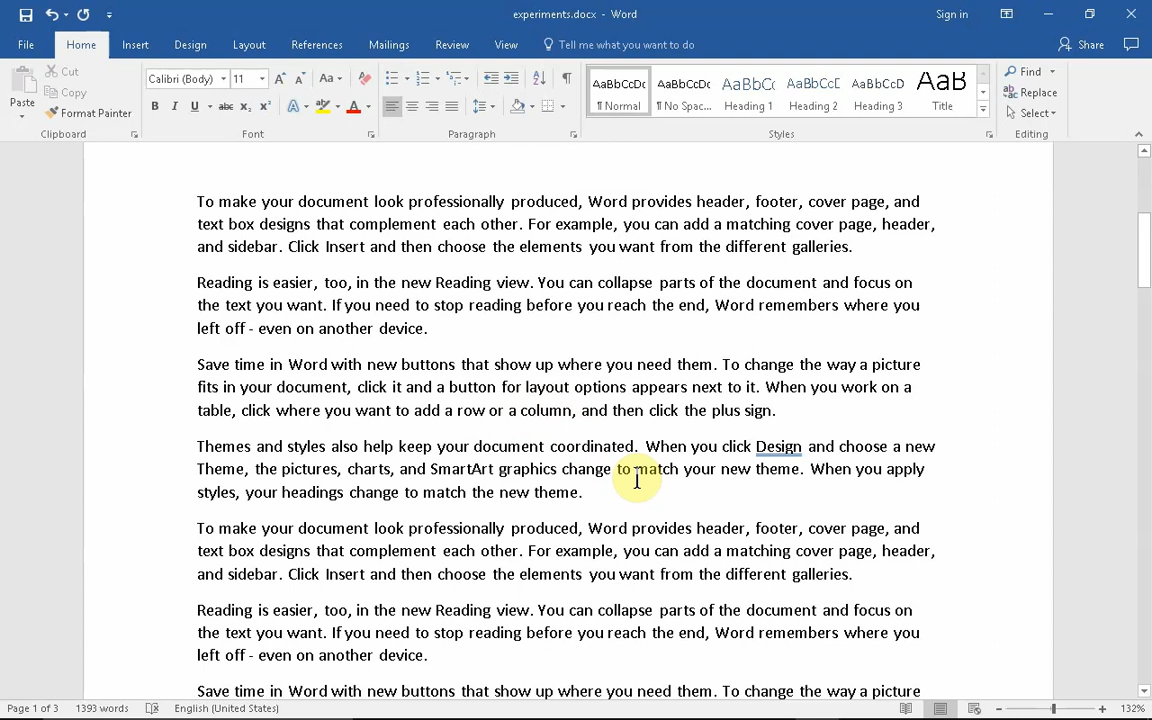 experiments.docx - Word
Sign in
File Home Insert Design Layout References Mailings Review View Tell me what you want to do Share
Paste
Cut
Copy
Format Painter
Clipboard
Calibri (Body) 11 Aa
B I U abc x2 x2 A A
Font
Paragraph
AaBbCcDc AaBbCcDc AaBbCc AaBbCcC AaBbCcD AaB
¶ Normal ¶ No Spac... Heading 1 Heading 2 Heading 3 Title
Styles
Find
Replace
Select
Editing
To make your document look professionally produced, Word provides header, footer, cover page, and
text box designs that complement each other. For example, you can add a matching cover page, header,
and sidebar. Click Insert and then choose the elements you want from the different galleries.
Reading is easier, too, in the new Reading view. You can collapse parts of the document and focus on
the text you want. If you need to stop reading before you reach the end, Word remembers where you
left off - even on another device.
Save time in Word with new buttons that show up where you need them. To change the way a picture
fits in your document, click it and a button for layout options appears next to it. When you work on a
table, click where you want to add a row or a column, and then click the plus sign.
Themes and styles also help keep your document coordinated. When you click Design and choose a new
Theme, the pictures, charts, and SmartArt graphics change to match your new theme. When you apply
styles, your headings change to match the new theme.
To make your document look professionally produced, Word provides header, footer, cover page, and
text box designs that complement each other. For example, you can add a matching cover page, header,
and sidebar. Click Insert and then choose the elements you want from the different galleries.
Reading is easier, too, in the new Reading view. You can collapse parts of the document and focus on
the text you want. If you need to stop reading before you reach the end, Word remembers where you
left off - even on another device.
Save time in Word with new buttons that show up where you need them. To change the way a picture
Page 1 of 3 1393 words English (United States) 132%